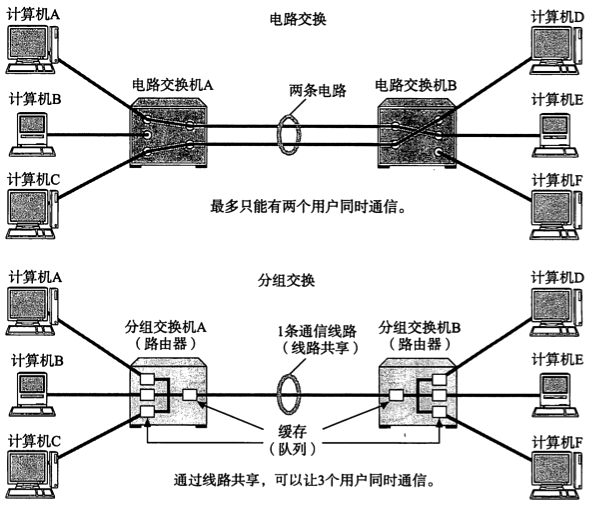 电路交换
计算机A
计算机B
计算机C
电路交换机A
两条电路
电路交换机B
计算机D
计算机E
计算机F
最多只能有两个用户同时通信。
分组交换
计算机A
计算机B
计算机C
分组交换机A
（路由器）
1条通信线路
（线路共享）
分组交换机B
（路由器）
计算机D
计算机E
计算机F
缓存
（队列）
通过线路共享，可以让3个用户同时通信。